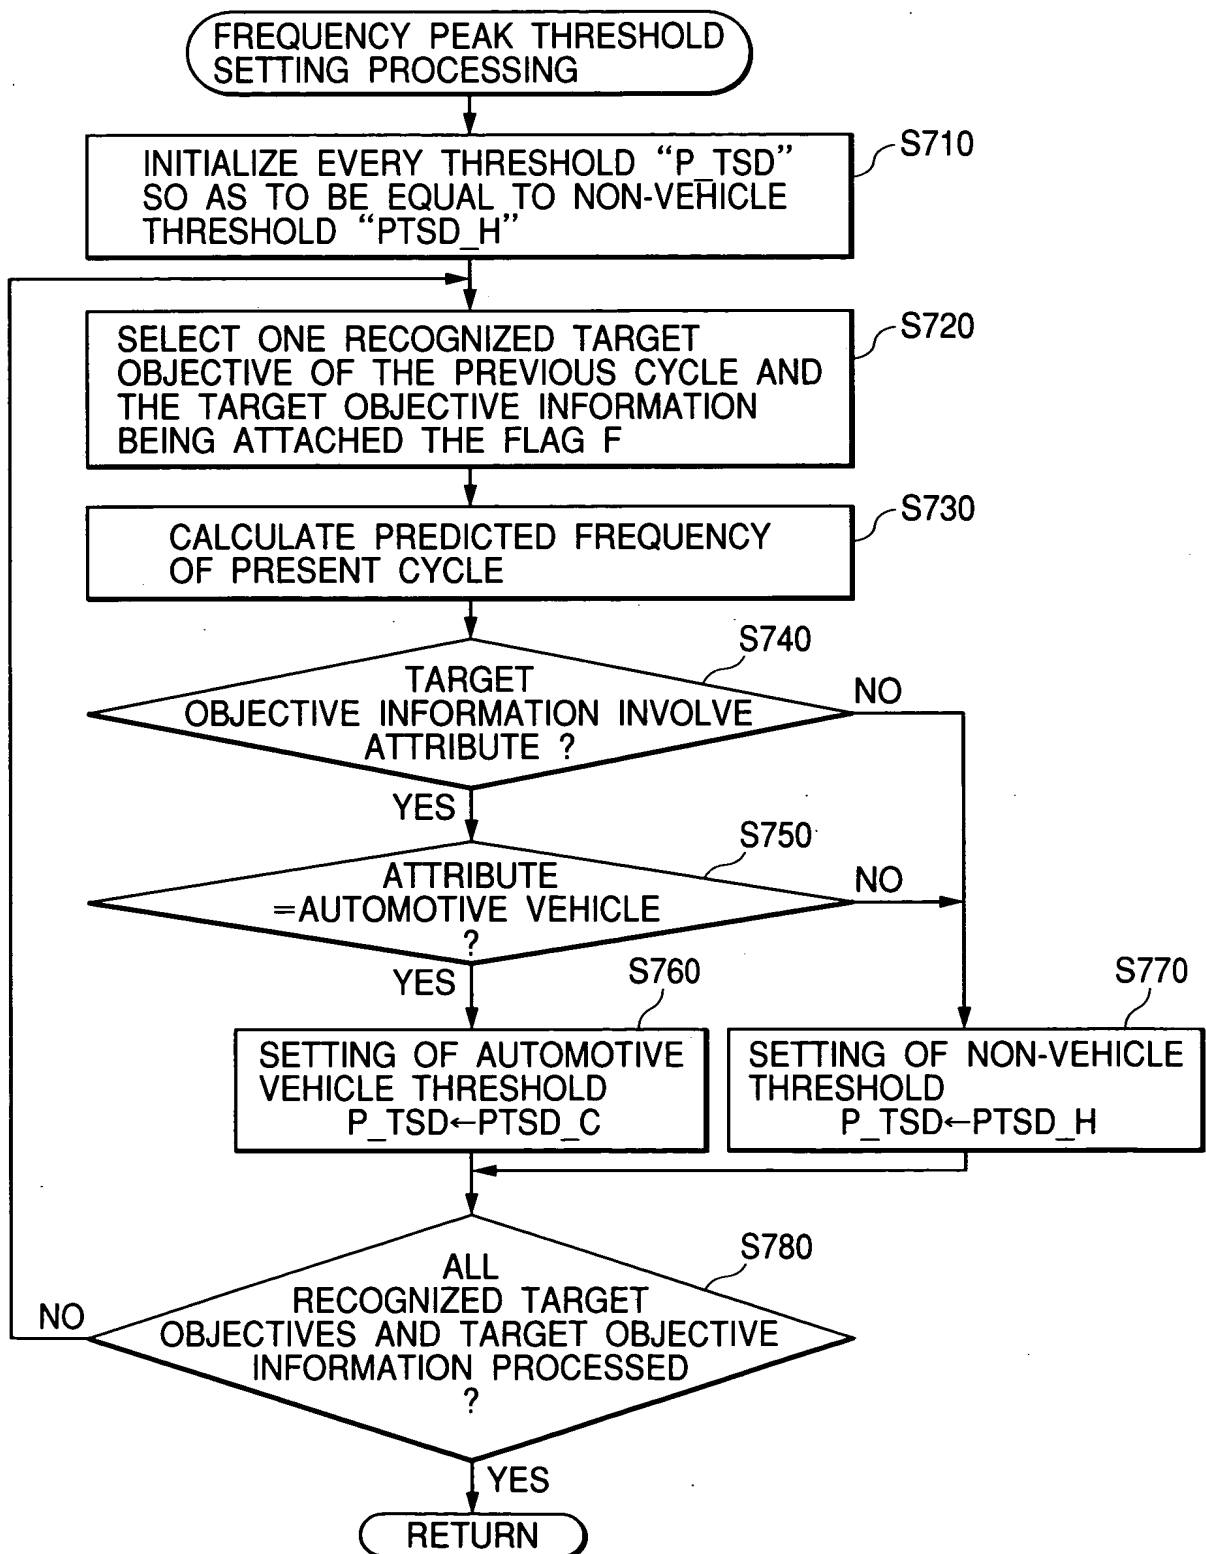 FREQUENCY PEAK THRESHOLD
SETTING PROCESSING
S710
INITIALIZE EVERY THRESHOLD “P_TSD”
SO AS TO BE EQUAL TO NON-VEHICLE
THRESHOLD “PTSD_H”
S720
SELECT ONE RECOGNIZED TARGET
OBJECTIVE OF THE PREVIOUS CYCLE AND
THE TARGET OBJECTIVE INFORMATION
BEING ATTACHED THE FLAG F
S730
CALCULATE PREDICTED FREQUENCY
OF PRESENT CYCLE
S740
TARGET
OBJECTIVE INFORMATION INVOLVE
ATTRIBUTE ?
NO
YES
S750
ATTRIBUTE
=AUTOMOTIVE VEHICLE
?
NO
YES
S760
SETTING OF AUTOMOTIVE
VEHICLE THRESHOLD
P_TSD←PTSD_C
S770
SETTING OF NON-VEHICLE
THRESHOLD
P_TSD←PTSD_H
S780
ALL
RECOGNIZED TARGET
OBJECTIVES AND TARGET OBJECTIVE
INFORMATION PROCESSED
?
NO
YES
RETURN